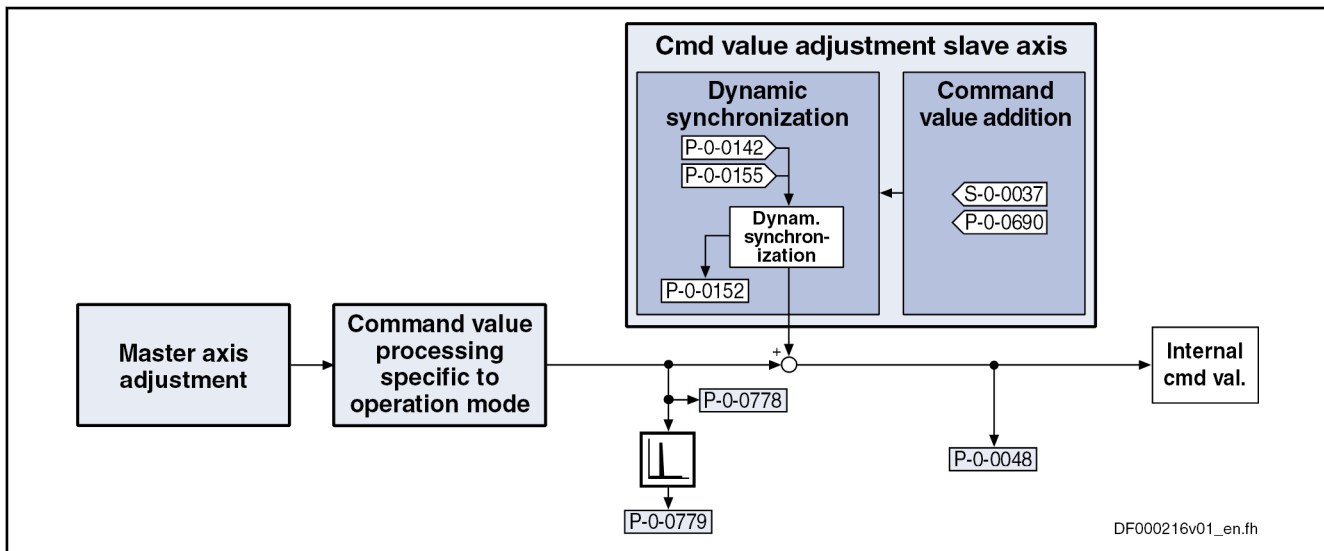 Cmd value adjustment slave axis
Dynamic
synchronization
P-0-0142
P-0-0155
Dynam.
synchron-
ization
P-0-0152
Command
value addition
S-0-0037
P-0-0690
Master axis
adjustment
Command value
processing
specific to
operation mode
+
P-0-0778
P-0-0779
P-0-0048
Internal
cmd val.
DF000216v01_en.fh